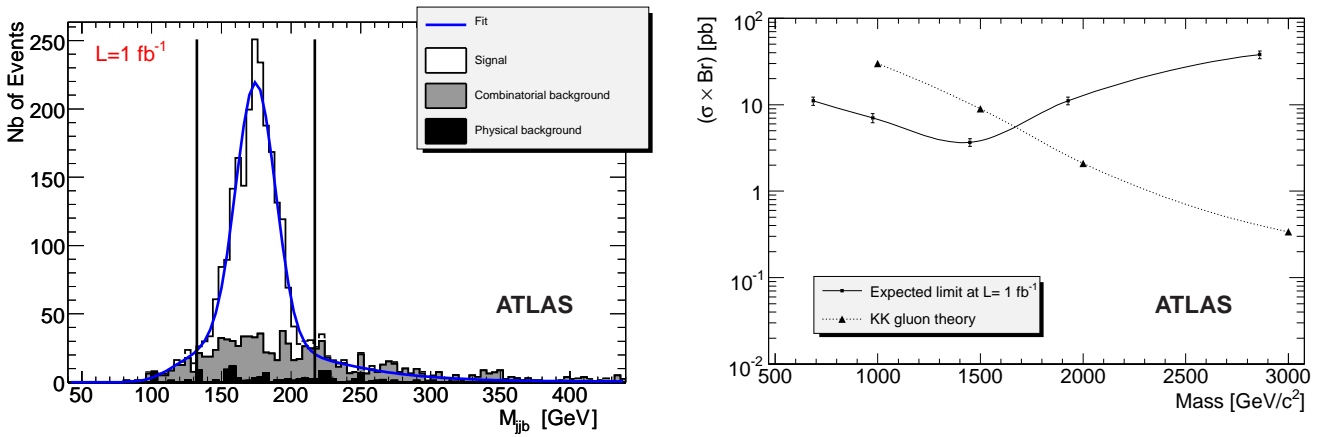 Nb of Events
250
200
150
100
50
0
50 100 150 200 250 300 350 400
M_jjb [GeV]
L=1 fb⁻¹
Fit
Signal
Combinatorial background
Physical background
ATLAS
(σ × Br) [pb]
10²
10
1
10⁻¹
10⁻²
500 1000 1500 2000 2500 3000
Mass [GeV/c²]
Expected limit at L= 1 fb⁻¹
KK gluon theory
ATLAS